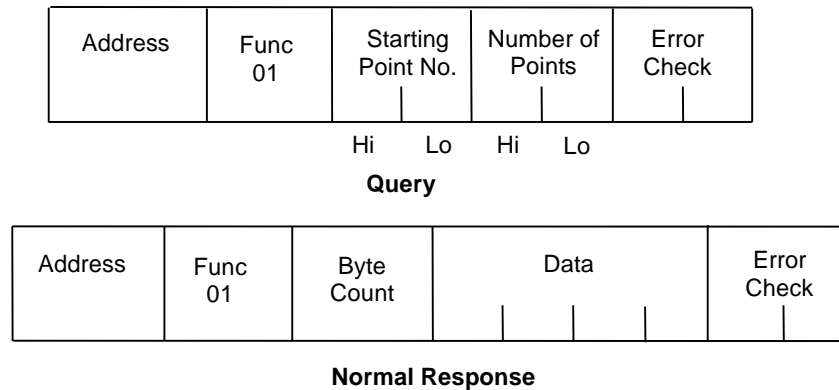 Address Func Starting Number of Error
01 Point No. Points Check
Hi Lo Hi Lo
Query
Address Func Byte Data Error
01 Count Check
Normal Response